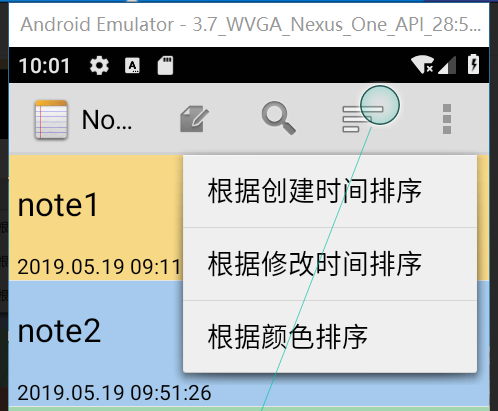 Android Emulator - 3.7_WVGA_Nexus_One_API_28:5...
10:01
No...
根据创建时间排序
note1
2019.05.19 09:11
根据修改时间排序
note2
根据颜色排序
2019.05.19 09:51:26